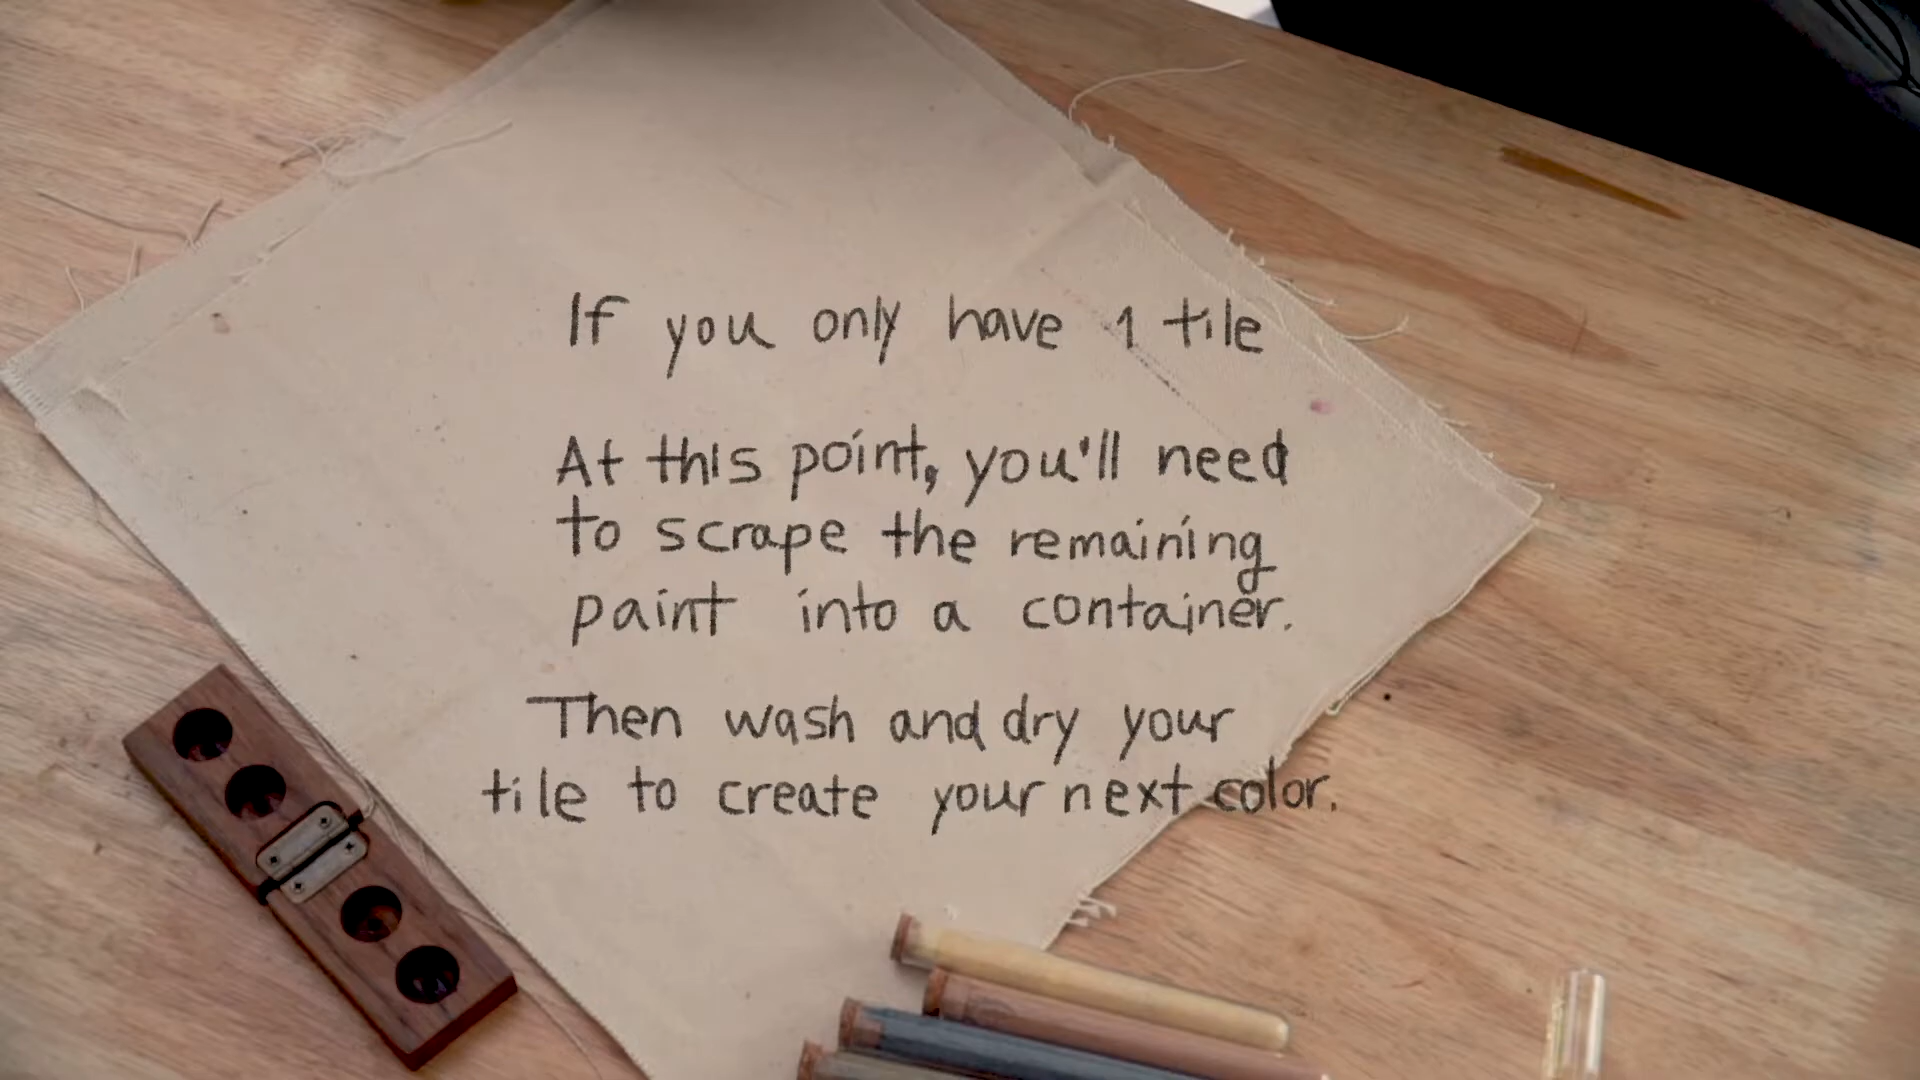 If you only have 1 tile
At this point, you'll need
to scrape the remaining
paint into a container.
Then wash and dry your
tile to create your next color.